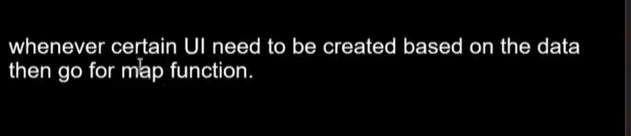 whenever certain UI need to be created based on the data
then go for map function.